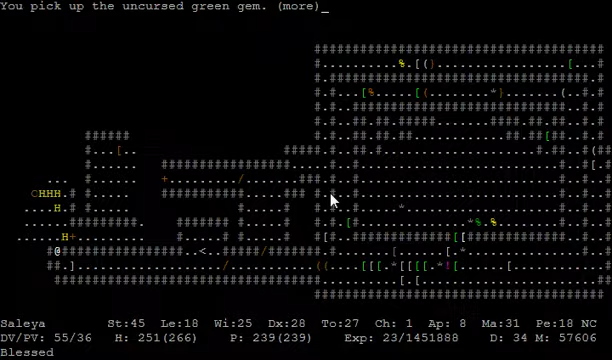 You pick up the uncursed green gem. (more)_
Saleya St:45 Le:18 Wi:25 Dx:28 To:27 Ch: 1 Ap: 8 Ma:31 Pe:18 NC
DV/PV: 55/36 H: 251(266) P: 239(239) Exp: 23/1451888 D: 34 M: 57606
Blessed